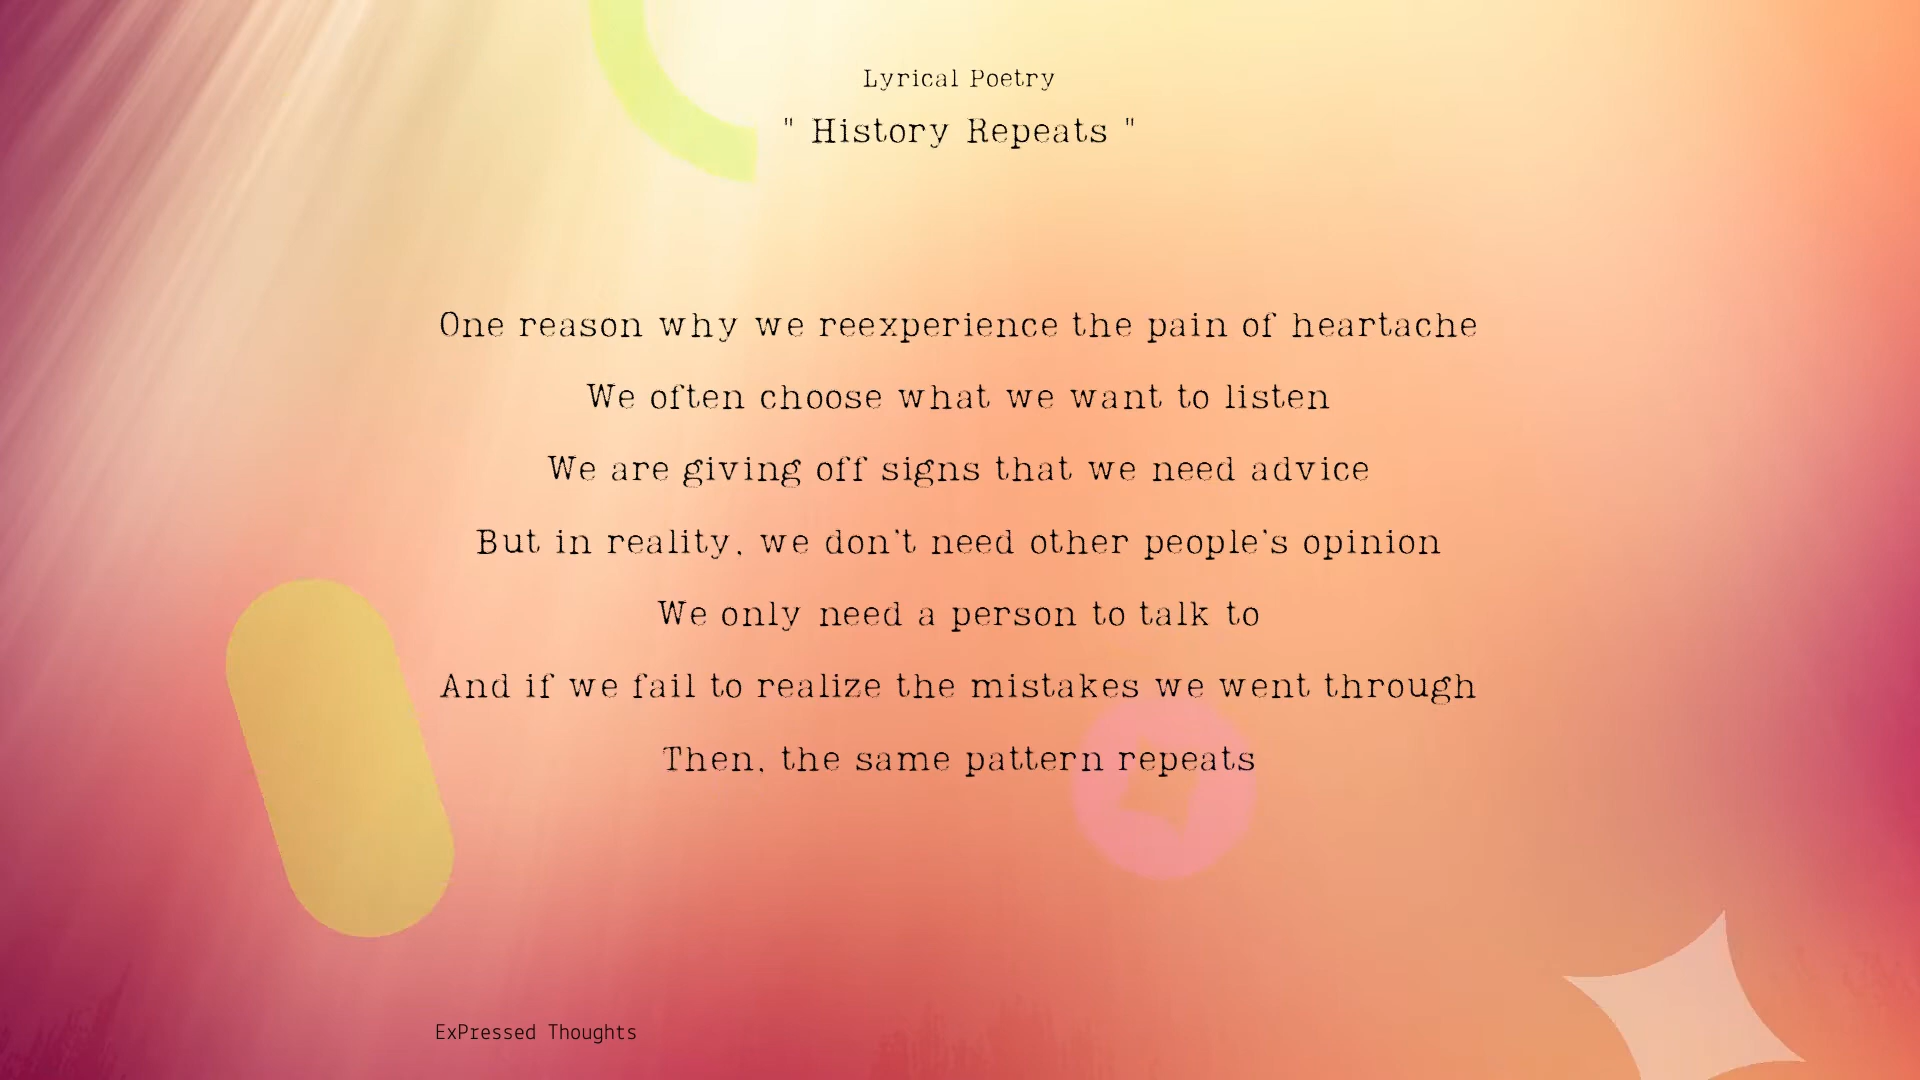 Lyrical Poetry
" History Repeats "
One reason why we reexperience the pain of heartache
We often choose what we want to listen
We are giving off signs that we need advice
But in reality, we don't need other people's opinion
We only need a person to talk to
And if we fail to realize the mistakes we went through
Then, the same pattern repeats
ExPressed Thoughts